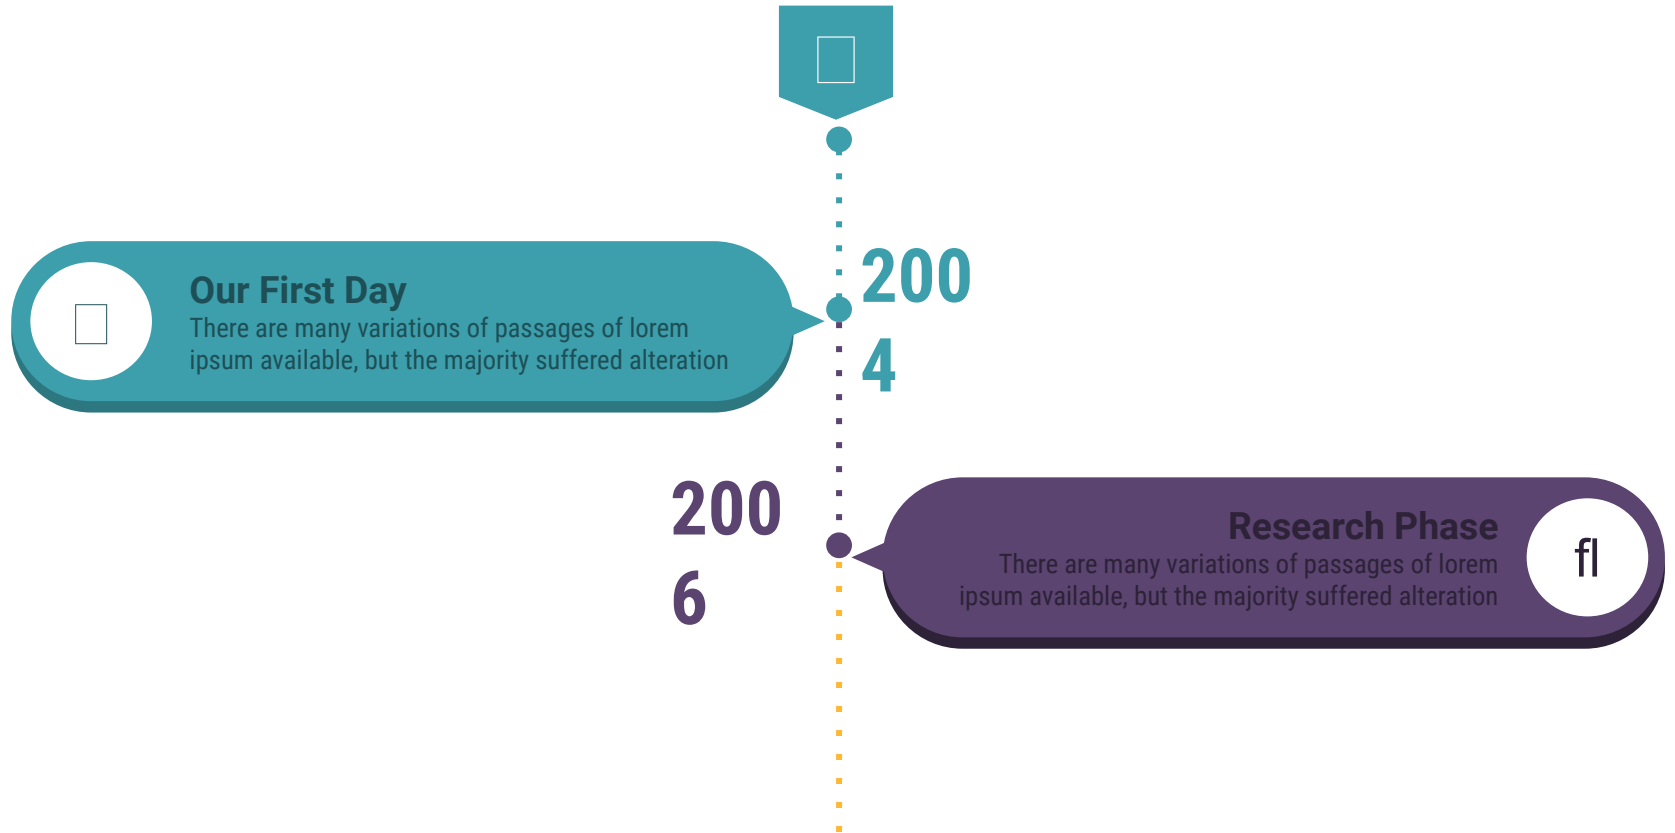 Our First Day
There are many variations of passages of lorem
ipsum available, but the majority suffered alteration
200
4
200
6
Research Phase
There are many variations of passages of lorem
ipsum available, but the majority suffered alteration
fl